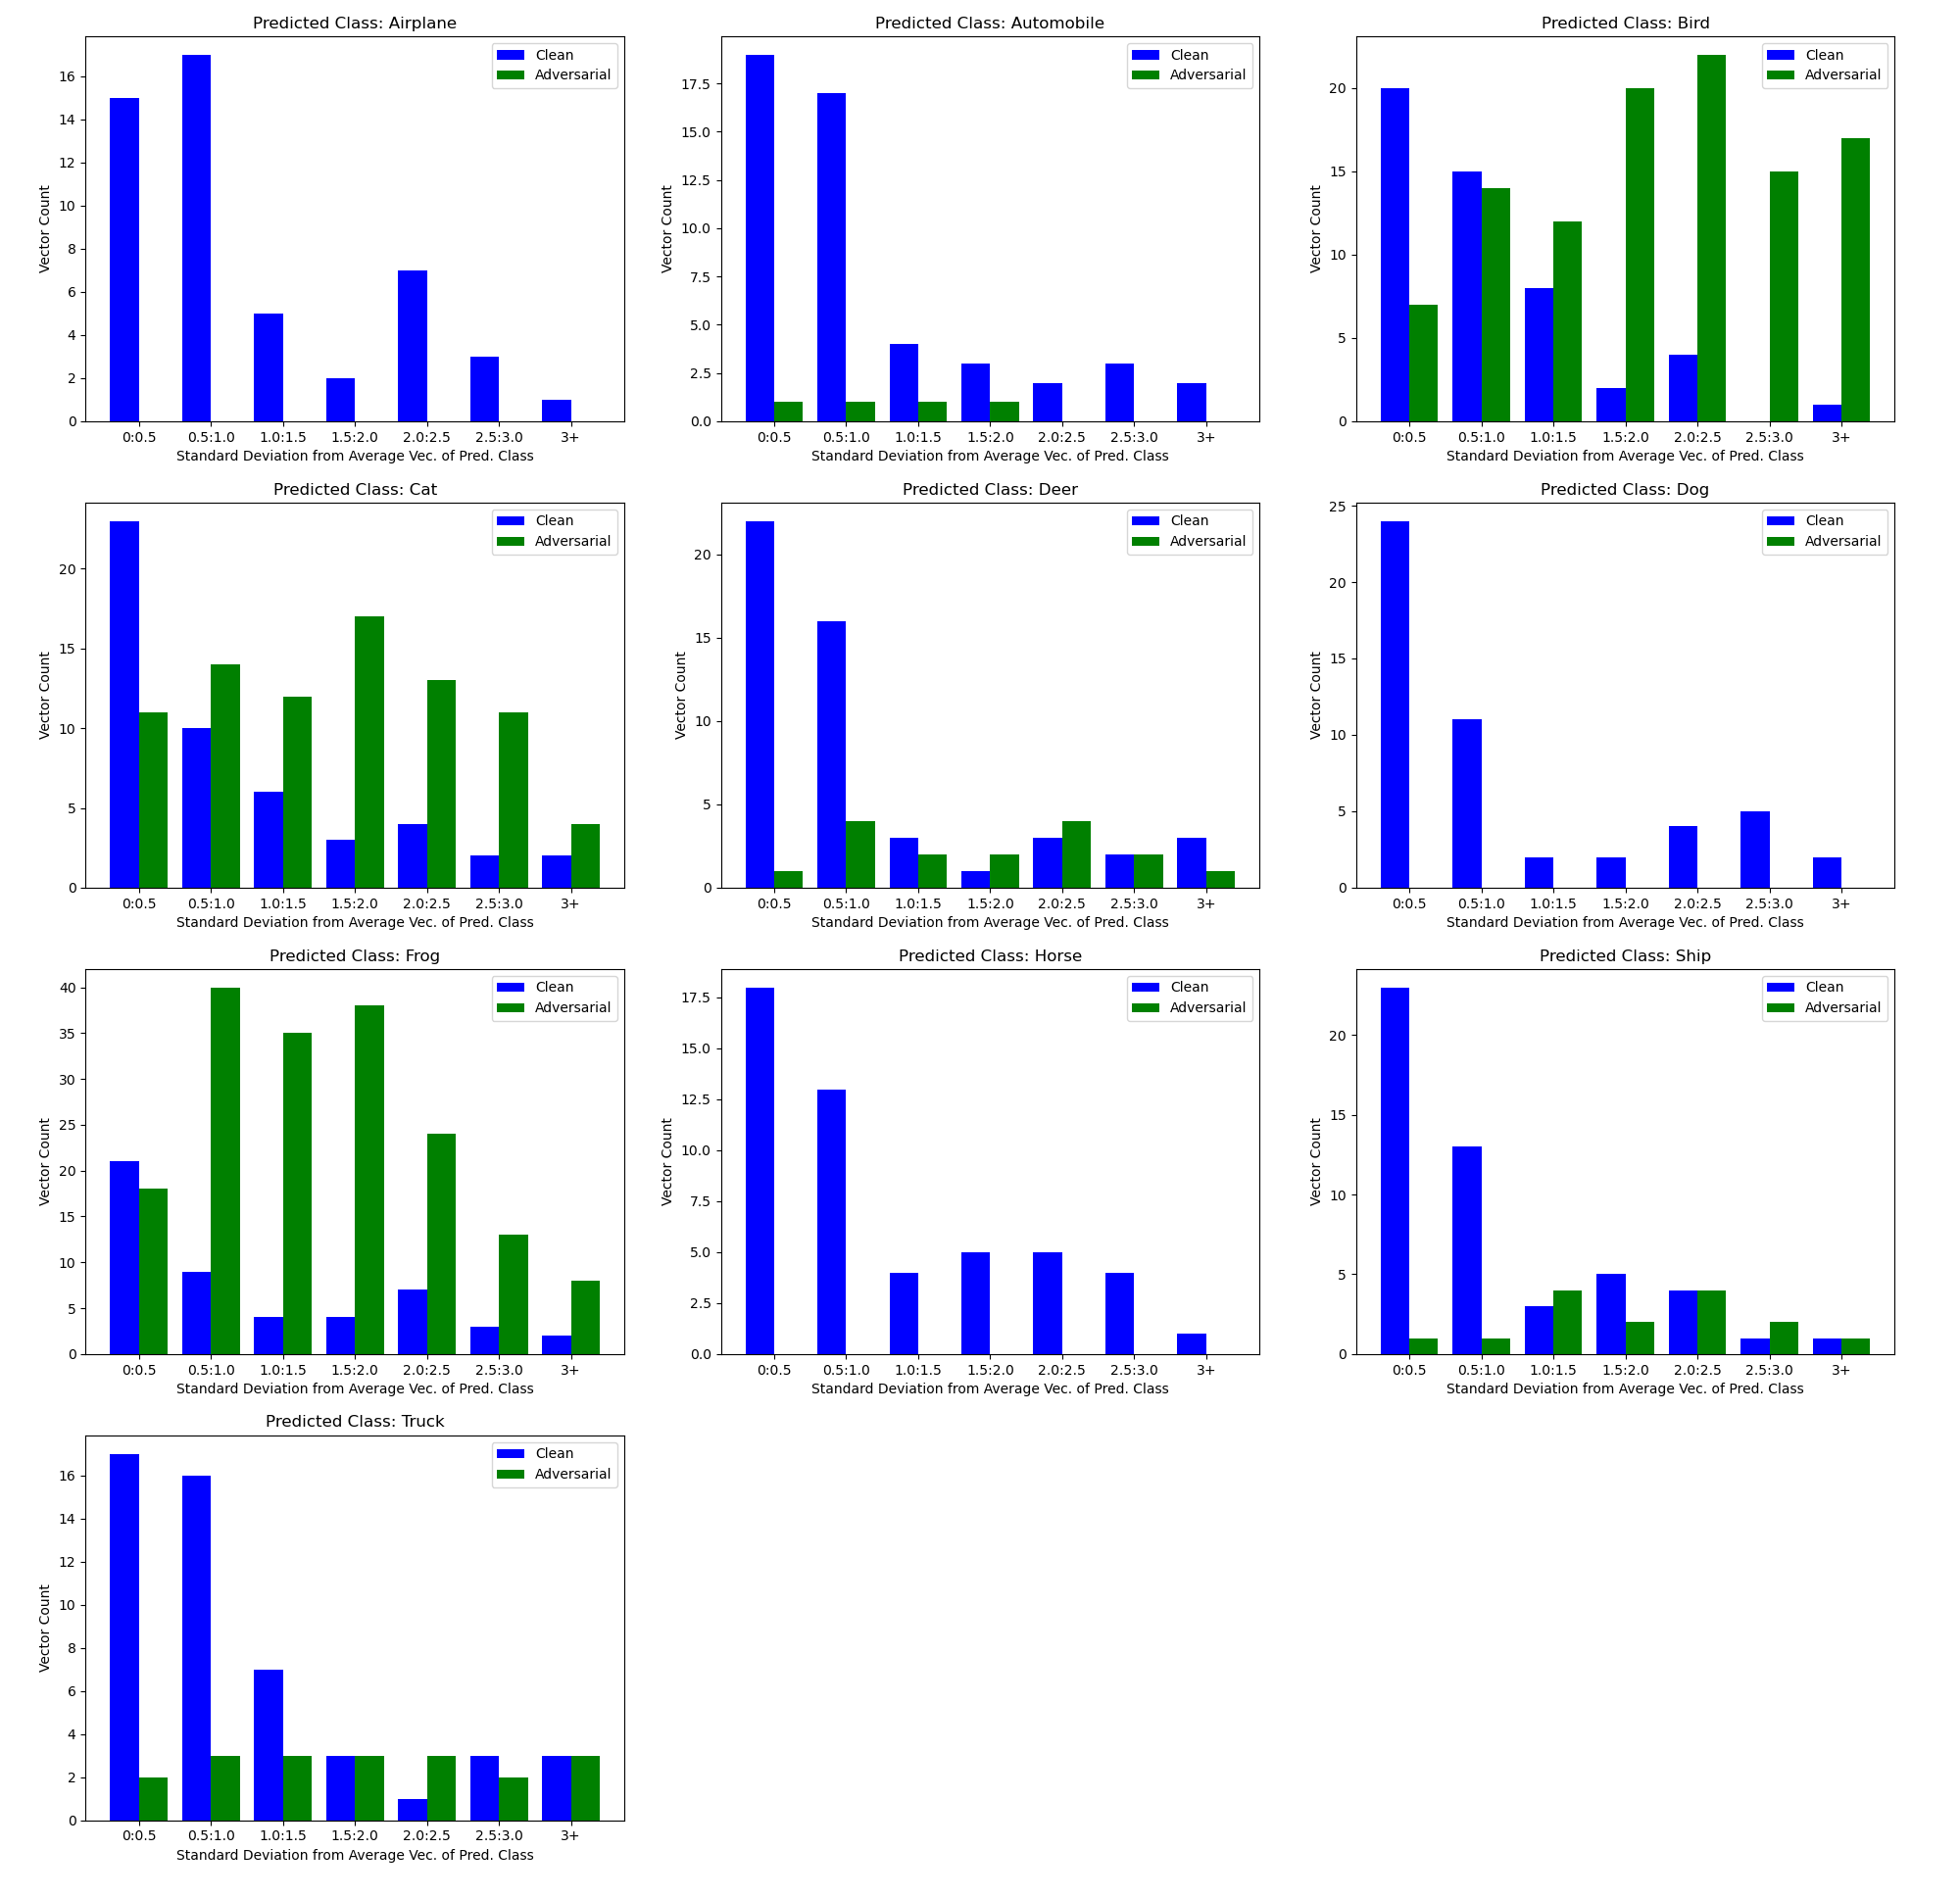 Predicted Class: Airplane
Clean
Adversarial
Vector Count
16
14
12
10
8
6
4
2
0
0:0.5 0.5:1.0 1.0:1.5 1.5:2.0 2.0:2.5 2.5:3.0 3+
Standard Deviation from Average Vec. of Pred. Class
Predicted Class: Automobile
Clean
Adversarial
Vector Count
17.5
15.0
12.5
10.0
7.5
5.0
2.5
0.0
0:0.5 0.5:1.0 1.0:1.5 1.5:2.0 2.0:2.5 2.5:3.0 3+
Standard Deviation from Average Vec. of Pred. Class
Predicted Class: Bird
Clean
Adversarial
Vector Count
20
15
10
5
0
0:0.5 0.5:1.0 1.0:1.5 1.5:2.0 2.0:2.5 2.5:3.0 3+
Standard Deviation from Average Vec. of Pred. Class
Predicted Class: Cat
Clean
Adversarial
Vector Count
20
15
10
5
0
0:0.5 0.5:1.0 1.0:1.5 1.5:2.0 2.0:2.5 2.5:3.0 3+
Standard Deviation from Average Vec. of Pred. Class
Predicted Class: Deer
Clean
Adversarial
Vector Count
20
15
10
5
0
0:0.5 0.5:1.0 1.0:1.5 1.5:2.0 2.0:2.5 2.5:3.0 3+
Standard Deviation from Average Vec. of Pred. Class
Predicted Class: Dog
Clean
Adversarial
Vector Count
25
20
15
10
5
0
0:0.5 0.5:1.0 1.0:1.5 1.5:2.0 2.0:2.5 2.5:3.0 3+
Standard Deviation from Average Vec. of Pred. Class
Predicted Class: Frog
Clean
Adversarial
Vector Count
40
35
30
25
20
15
10
5
0
0:0.5 0.5:1.0 1.0:1.5 1.5:2.0 2.0:2.5 2.5:3.0 3+
Standard Deviation from Average Vec. of Pred. Class
Predicted Class: Horse
Clean
Adversarial
Vector Count
17.5
15.0
12.5
10.0
7.5
5.0
2.5
0.0
0:0.5 0.5:1.0 1.0:1.5 1.5:2.0 2.0:2.5 2.5:3.0 3+
Standard Deviation from Average Vec. of Pred. Class
Predicted Class: Ship
Clean
Adversarial
Vector Count
20
15
10
5
0
0:0.5 0.5:1.0 1.0:1.5 1.5:2.0 2.0:2.5 2.5:3.0 3+
Standard Deviation from Average Vec. of Pred. Class
Predicted Class: Truck
Clean
Adversarial
Vector Count
16
14
12
10
8
6
4
2
0
0:0.5 0.5:1.0 1.0:1.5 1.5:2.0 2.0:2.5 2.5:3.0 3+
Standard Deviation from Average Vec. of Pred. Class